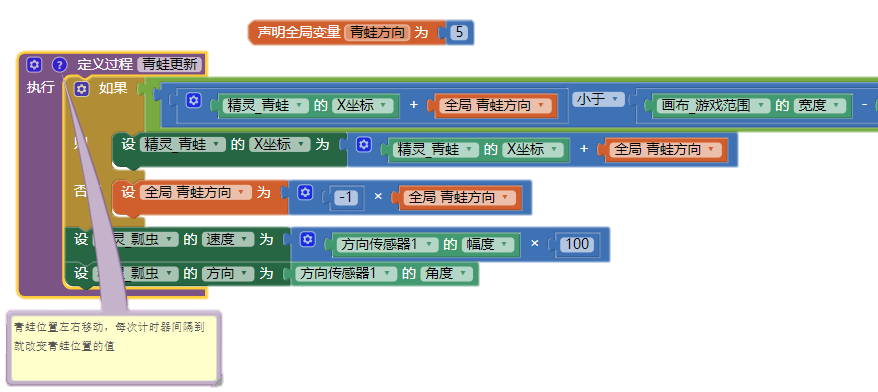 声明全局变量 青蛙方向 为 5
? 定义过程 青蛙更新
执行 如果 精灵_青蛙 的 X坐标 + 全局 青蛙方向 小于 画布_游戏范围 的 宽度 -
则 设 精灵_青蛙 的 X坐标 为 精灵_青蛙 的 X坐标 + 全局 青蛙方向
否 设 全局 青蛙方向 为 -1 × 全局 青蛙方向
设 灵_瓢虫 的 速度 为 方向传感器1 的 幅度 × 100
设 灵_瓢虫 的 方向 为 方向传感器1 的 角度
青蛙位置左右移动，每次计时器间隔到
就改变青蛙位置的值